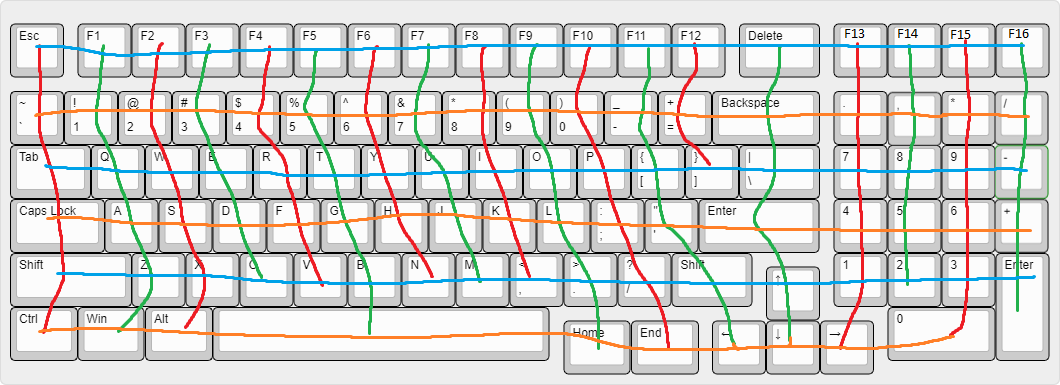 Esc F1 F2 F3 F4 F5 F6 F7 F8 F9 F10 F11 F12 Delete F13 F14 F15 F16
~ ! @ # $ % ^ & * ( ) _ + Backspace . , * /
` 1 2 3 4 5 6 7 8 9 0 - =
Tab Q W E R T Y U I O P { } | 7 8 9 -
[ ] \
Caps Lock A S D F G H J K L : " Enter 4 5 6 +
; '
Shift Z X C V B N M < > ? Shift ↑ 1 2 3 Enter
, . /
Ctrl Win Alt Home End ← ↓ → 0